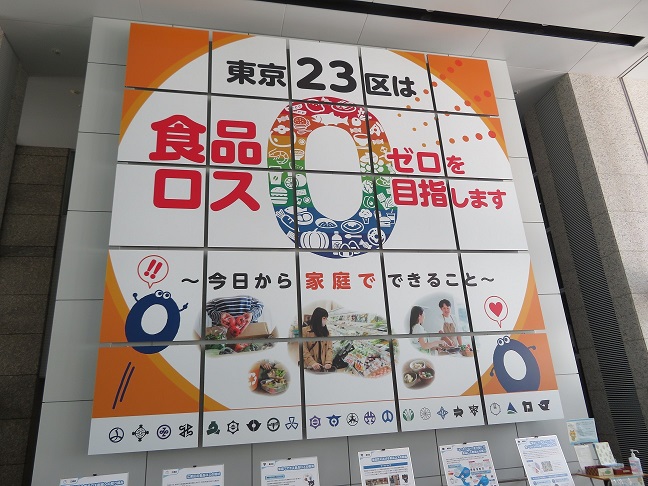 東京23区は
食品
ロス
0
ゼロを
目指します
～今日から家庭でできること～
!!